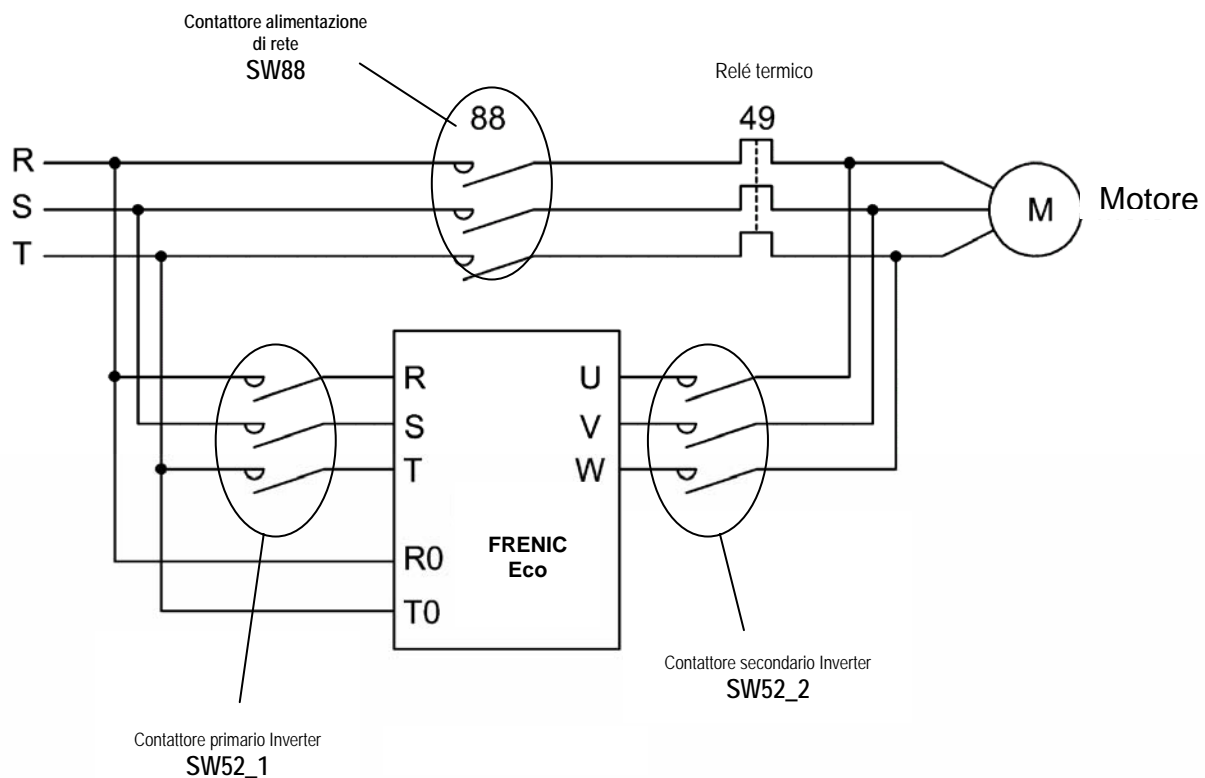 Contattore alimentazione
di rete
SW88
Relé termico
88
49
R
S
T
M
Motore
R
S
T
R0
T0
U
V
W
FRENIC
Eco
Contattore secondario Inverter
SW52_2
Contattore primario Inverter
SW52_1